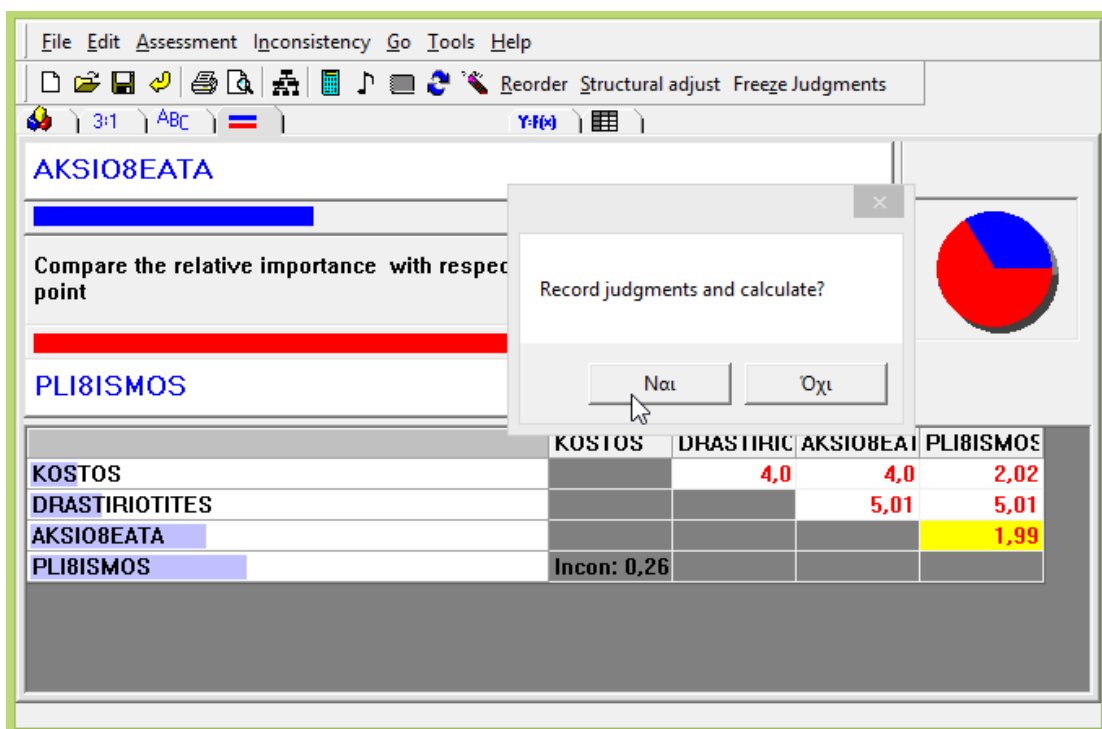 File Edit Assessment Inconsistency Go Tools Help
Reorder Structural adjust Freeze Judgments
3:1 ABC Y=F(x)
AKSIO8EATA
Compare the relative importance with respec
point
Record judgments and calculate?
Ναι Όχι
PLI8ISMOS
KOSTOS DRASTIRIC AKSIO8EAT PLI8ISMOS
KOSTOS 4,0 4,0 2,02
DRASTIRIOTITES 5,01 5,01
AKSIO8EATA 1,99
PLI8ISMOS Incon: 0,26